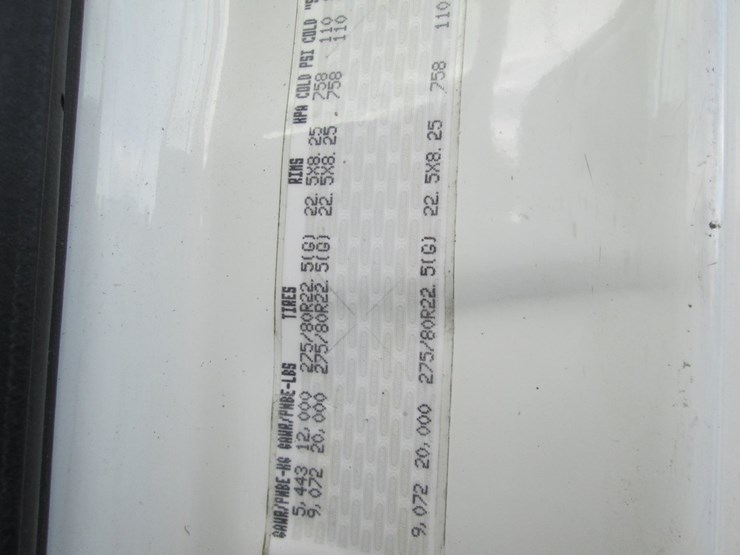 GAWR/PNBE-KG GAWR/PNBE-LBS TIRES RIMS KPA COLD PSI COLD
5,443 12,000 275/80R22.5(G) 22.5X8.25 758 110
9,072 20,000 275/80R22.5(G) 22.5X8.25 758 110
9,072 20,000 275/80R22.5(G) 22.5X8.25 758 110